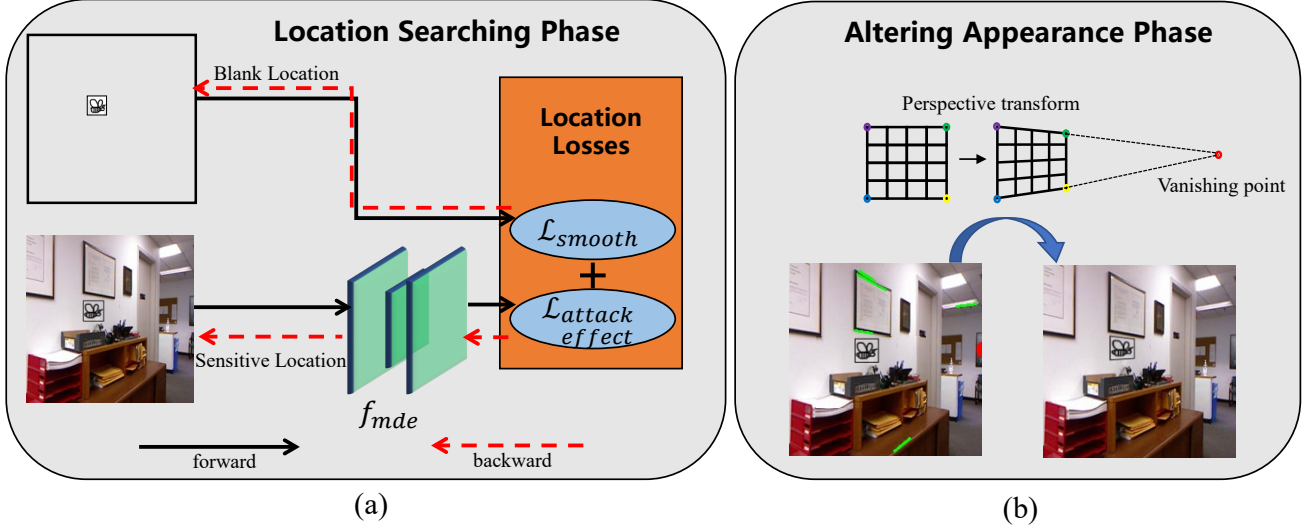 Location Searching Phase
Blank Location
Location
Losses
ℒsmooth
+
ℒattack
effect
Sensitive Location
fmde
forward
backward
(a)
Altering Appearance Phase
Perspective transform
Vanishing point
(b)